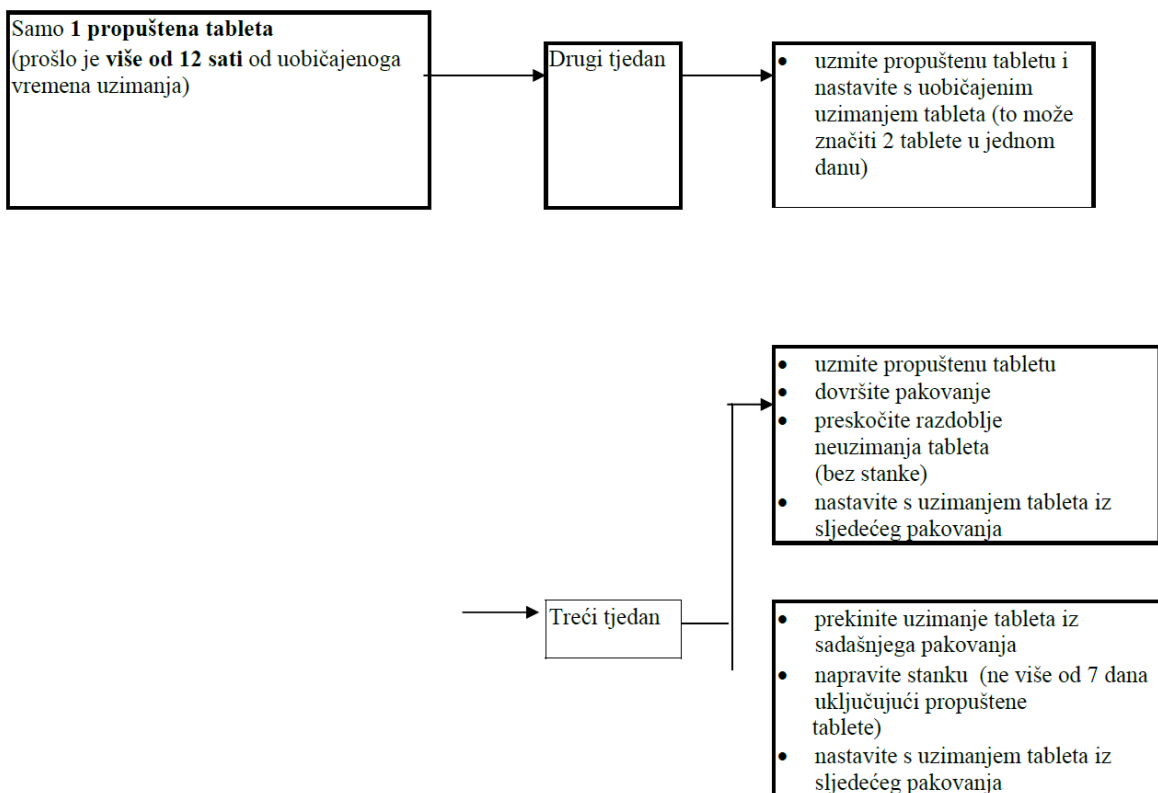 Samo 1 propuštena tableta
(prošlo je više od 12 sati od uobičajenoga
vremena uzimanja)
Drugi tjedan
• uzmite propuštenu tabletu i
nastavite s uobičajenim
uzimanjem tableta (to može
značiti 2 tablete u jednom
danu)
• uzmite propuštenu tabletu
• dovršite pakovanje
• preskočite razdoblje
neuzimanja tableta
(bez stanke)
• nastavite s uzimanjem tableta iz
sljedećeg pakovanja
Treći tjedan
• prekinite uzimanje tableta iz
sadašnjega pakovanja
• napravite stanku (ne više od 7 dana
uključujući propuštene
tablete)
• nastavite s uzimanjem tableta iz
sljedećeg pakovanja